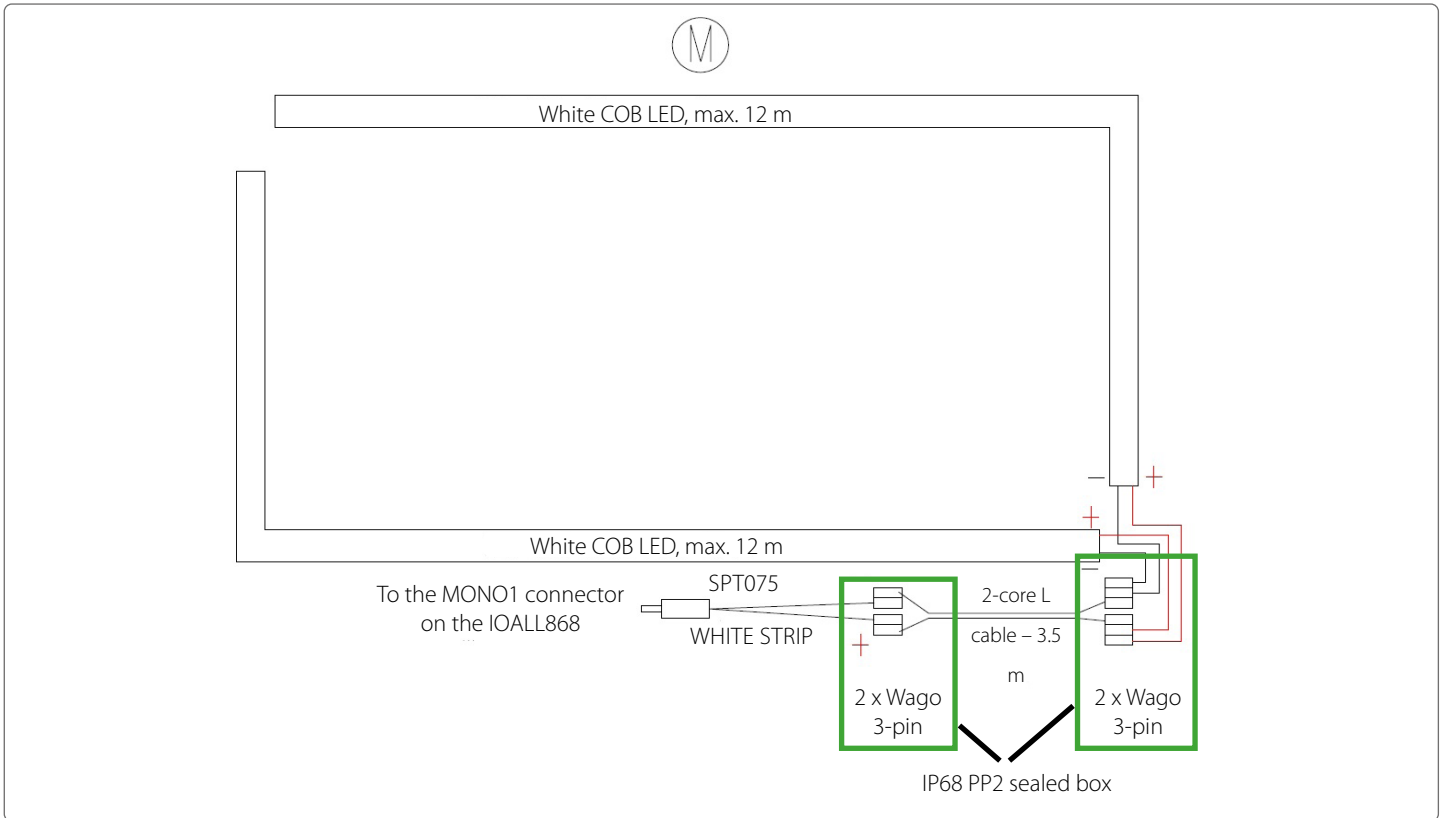 M
White COB LED, max. 12 m
− +
+
White COB LED, max. 12 m
−
To the MONO1 connector
on the IOALL868
SPT075
WHITE STRIP
+
2-core L
cable – 3.5
m
2 x Wago
3-pin
2 x Wago
3-pin
IP68 PP2 sealed box